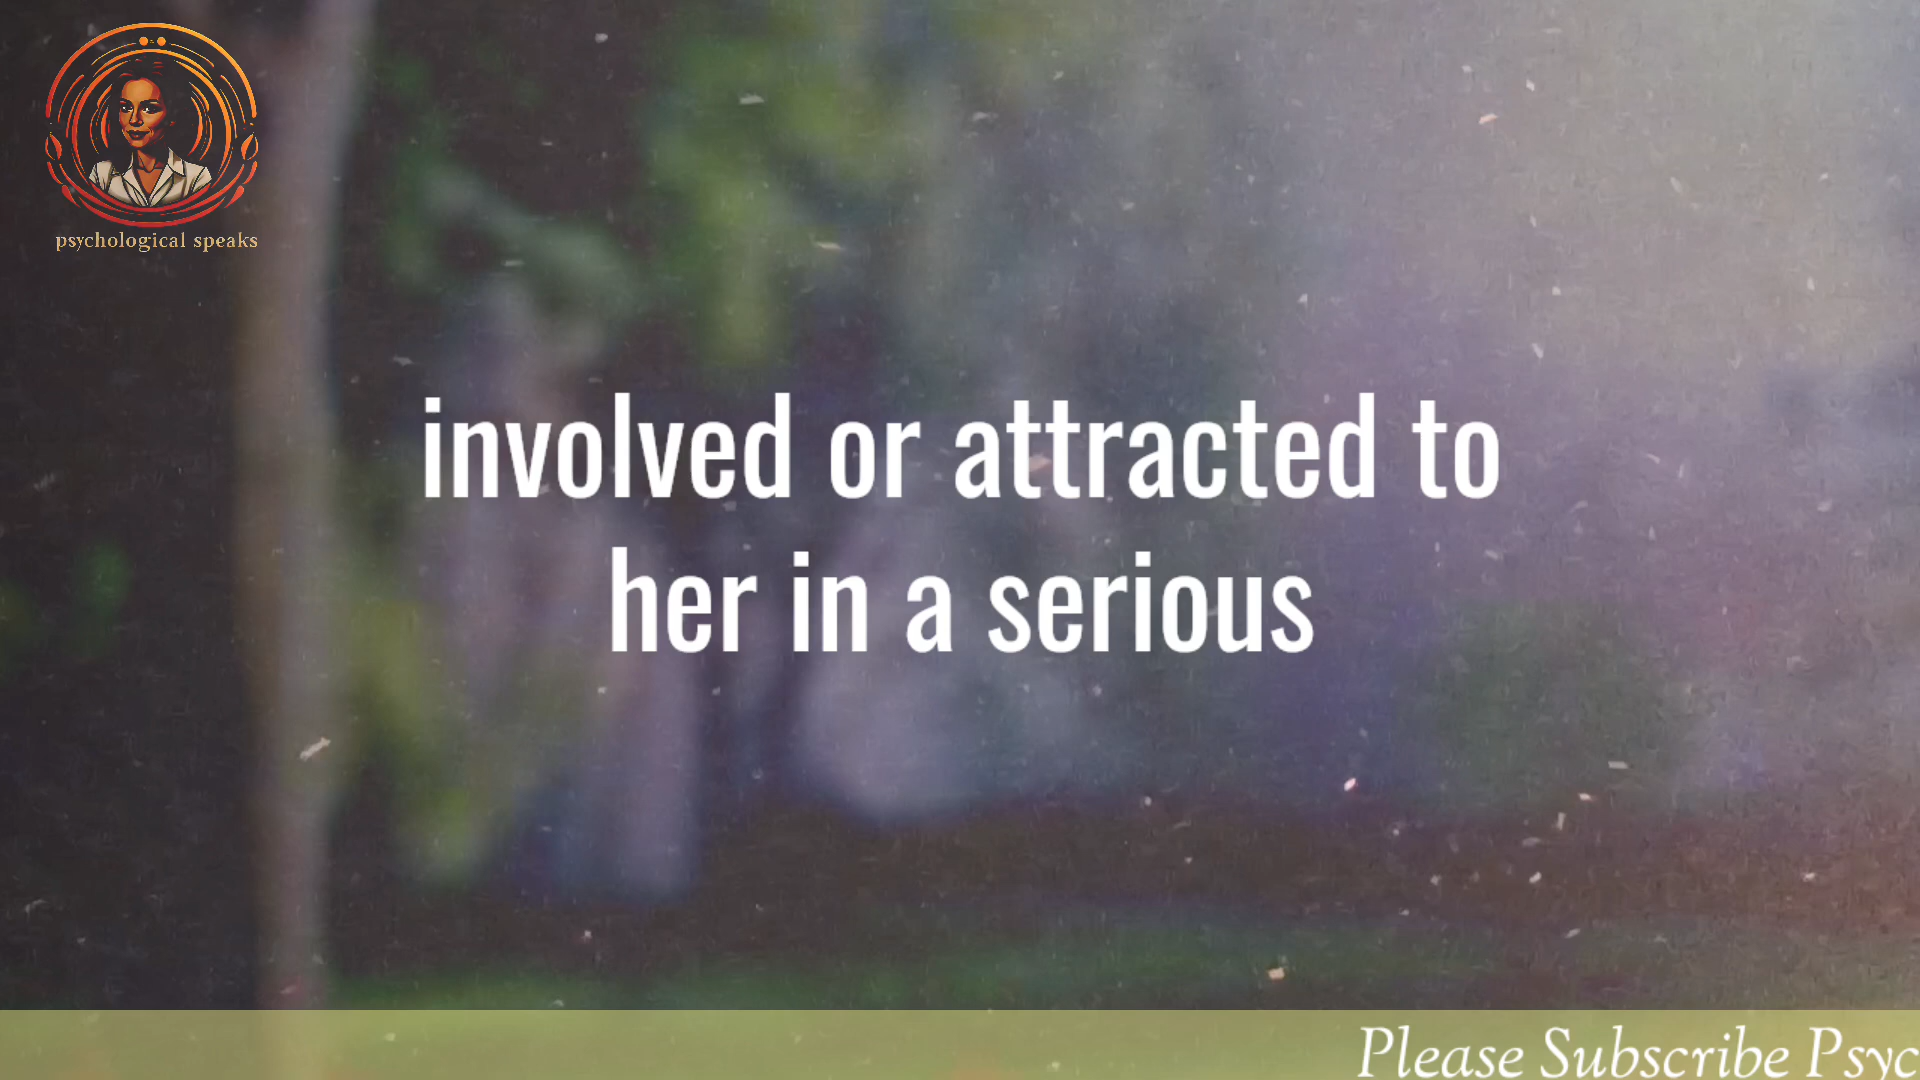 psychological speaks
involved or attracted to
her in a serious
Please Subscribe Psyc